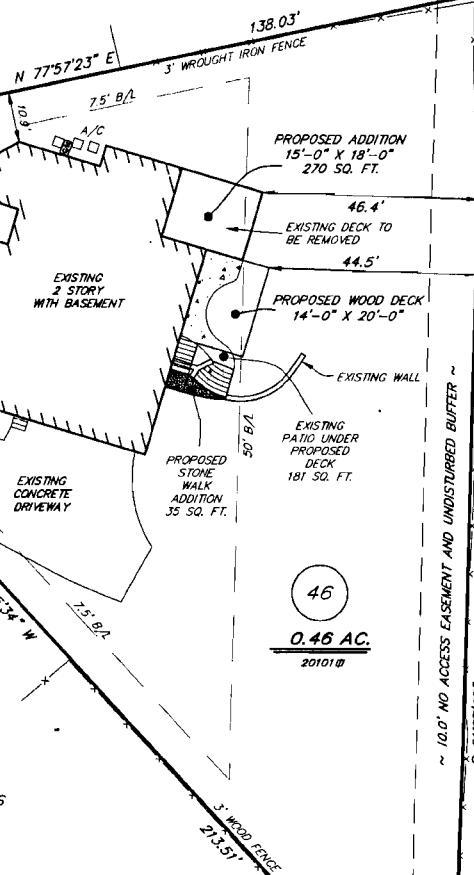 138.03'
N 77°57'23" E
3' WROUGHT IRON FENCE
7.5' B/L
10.9'
A/C
PROPOSED ADDITION
15'-0" X 18'-0"
270 SQ. FT.
46.4'
EXISTING DECK TO
BE REMOVED
44.5'
EXISTING
2 STORY
WITH BASEMENT
PROPOSED WOOD DECK
14'-0" X 20'-0"
EXISTING WALL
50' B/L
EXISTING
PATIO UNDER
PROPOSED
DECK
181 SQ. FT.
PROPOSED
STONE
WALK
ADDITION
35 SQ. FT.
EXISTING
CONCRETE
DRIVEWAY
~ 10.0' NO ACCESS EASEMENT AND UNDISTURBED BUFFER ~
46
0.46 AC.
20101
'34" W
7.5' B/L
3' WOOD FENCE
213.51'